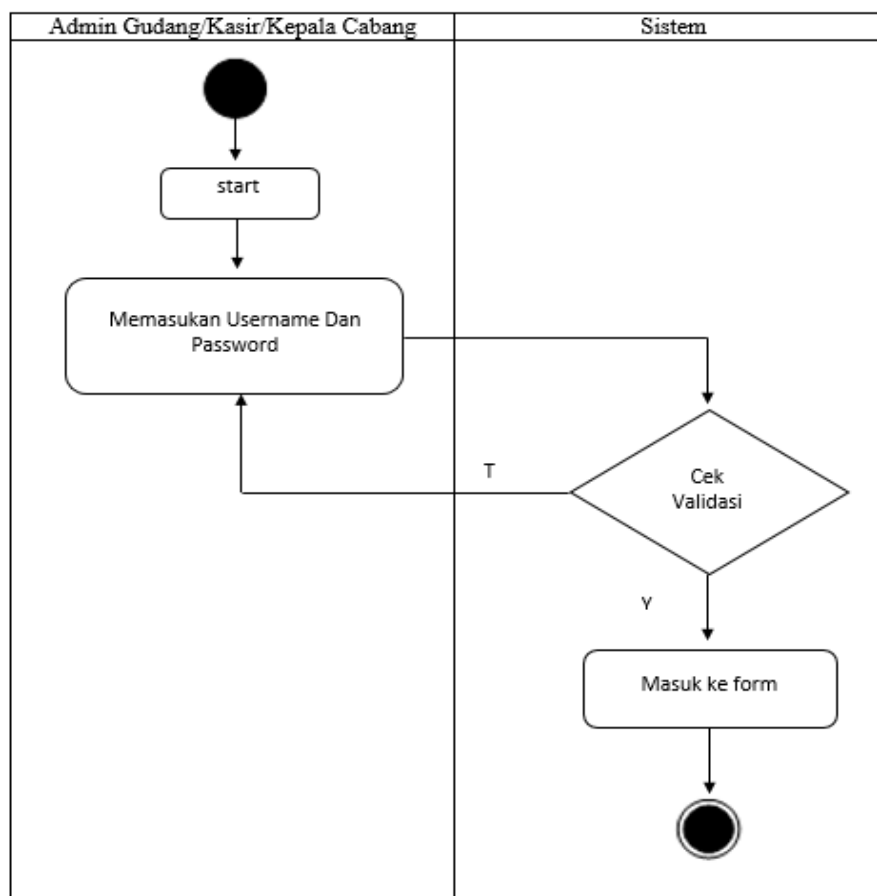 Admin Gudang/Kasir/Kepala Cabang
Sistem
start
Memasukan Username Dan
Password
Cek
Validasi
T
Y
Masuk ke form